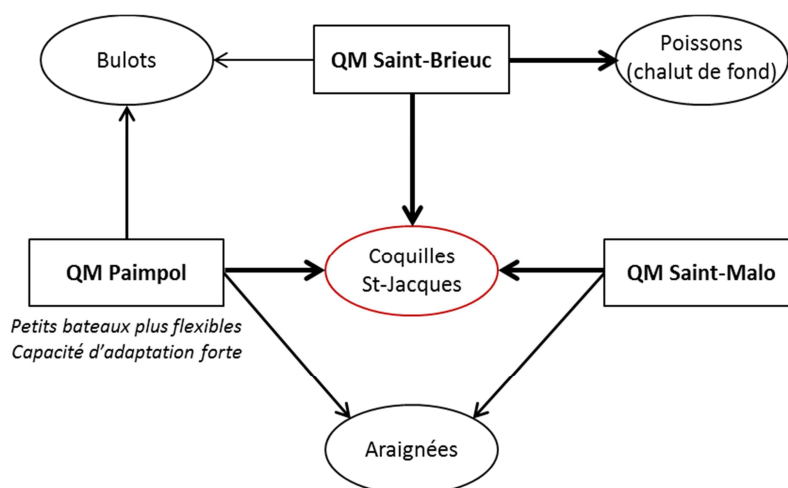 Bulots
QM Saint-Brieuc
Poissons
(chalut de fond)
QM Paimpol
Coquilles
St-Jacques
QM Saint-Malo
Petits bateaux plus flexibles
Capacité d'adaptation forte
Araignées